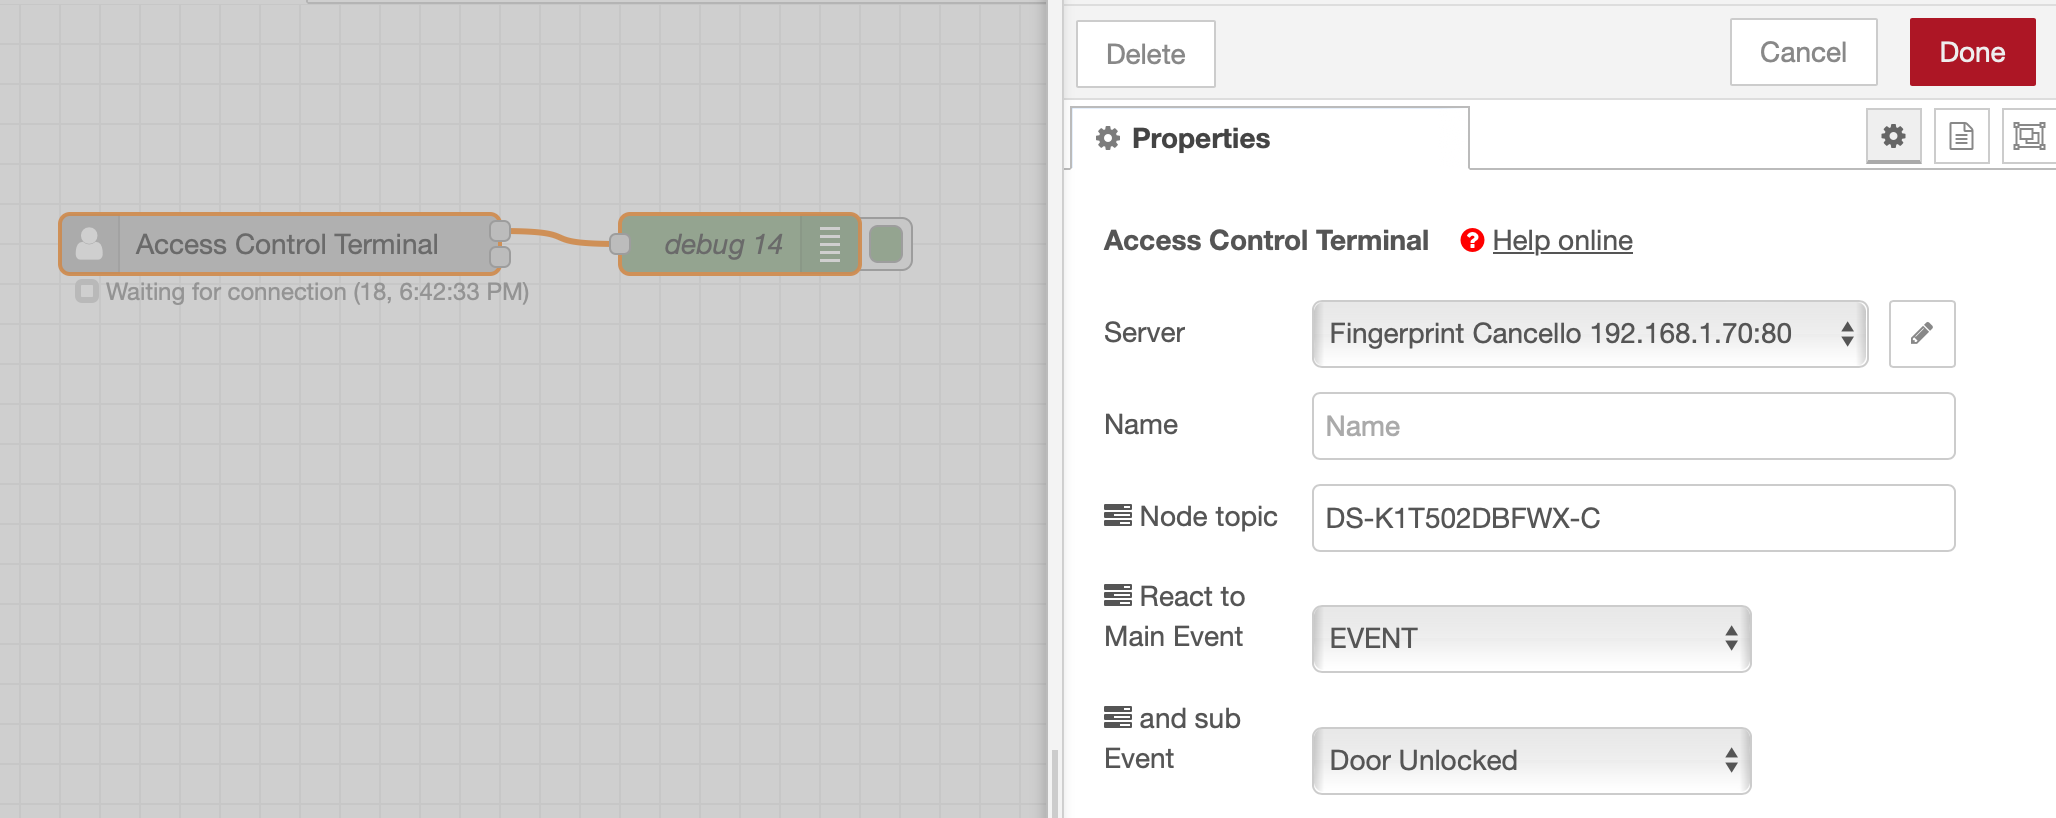 Delete
Cancel
Done
Properties
Access Control Terminal
debug 14
Waiting for connection (18, 6:42:33 PM)
Access Control Terminal
Help online
Server
Fingerprint Cancello 192.168.1.70:80
Name
Name
Node topic
DS-K1T502DBFWX-C
React to
Main Event
EVENT
and sub
Event
Door Unlocked